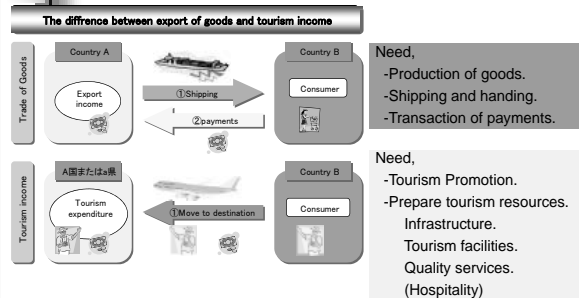 The diffrence between export of goods and tourism income
Trade of Goods
Country A
Export
income
①Shipping
②payments
Country B
Consumer
Need,
-Production of goods.
-Shipping and handing.
-Transaction of payments.
Tourism income
A国またはa県
Tourism
expenditure
①Move to destination
Country B
Consumer
Need,
-Tourism Promotion.
-Prepare tourism resources.
Infrastructure.
Tourism facilities.
Quality services.
(Hospitality)